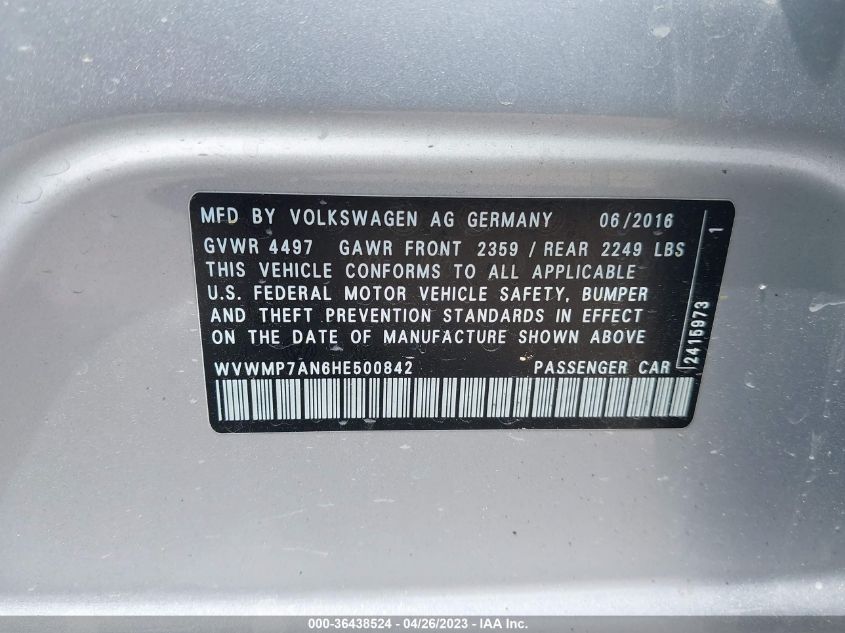 MFD BY VOLKSWAGEN AG GERMANY 06/2016
GVWR 4497 GAWR FRONT 2359 / REAR 2249 LBS
THIS VEHICLE CONFORMS TO ALL APPLICABLE
U.S. FEDERAL MOTOR VEHICLE SAFETY, BUMPER
AND THEFT PREVENTION STANDARDS IN EFFECT
ON THE DATE OF MANUFACTURE SHOWN ABOVE
WVWMP7AN6HE500842 PASSENGER CAR
2415973 1
000-36438524 - 04/26/2023 - COPYRIGHT IAA, Inc.